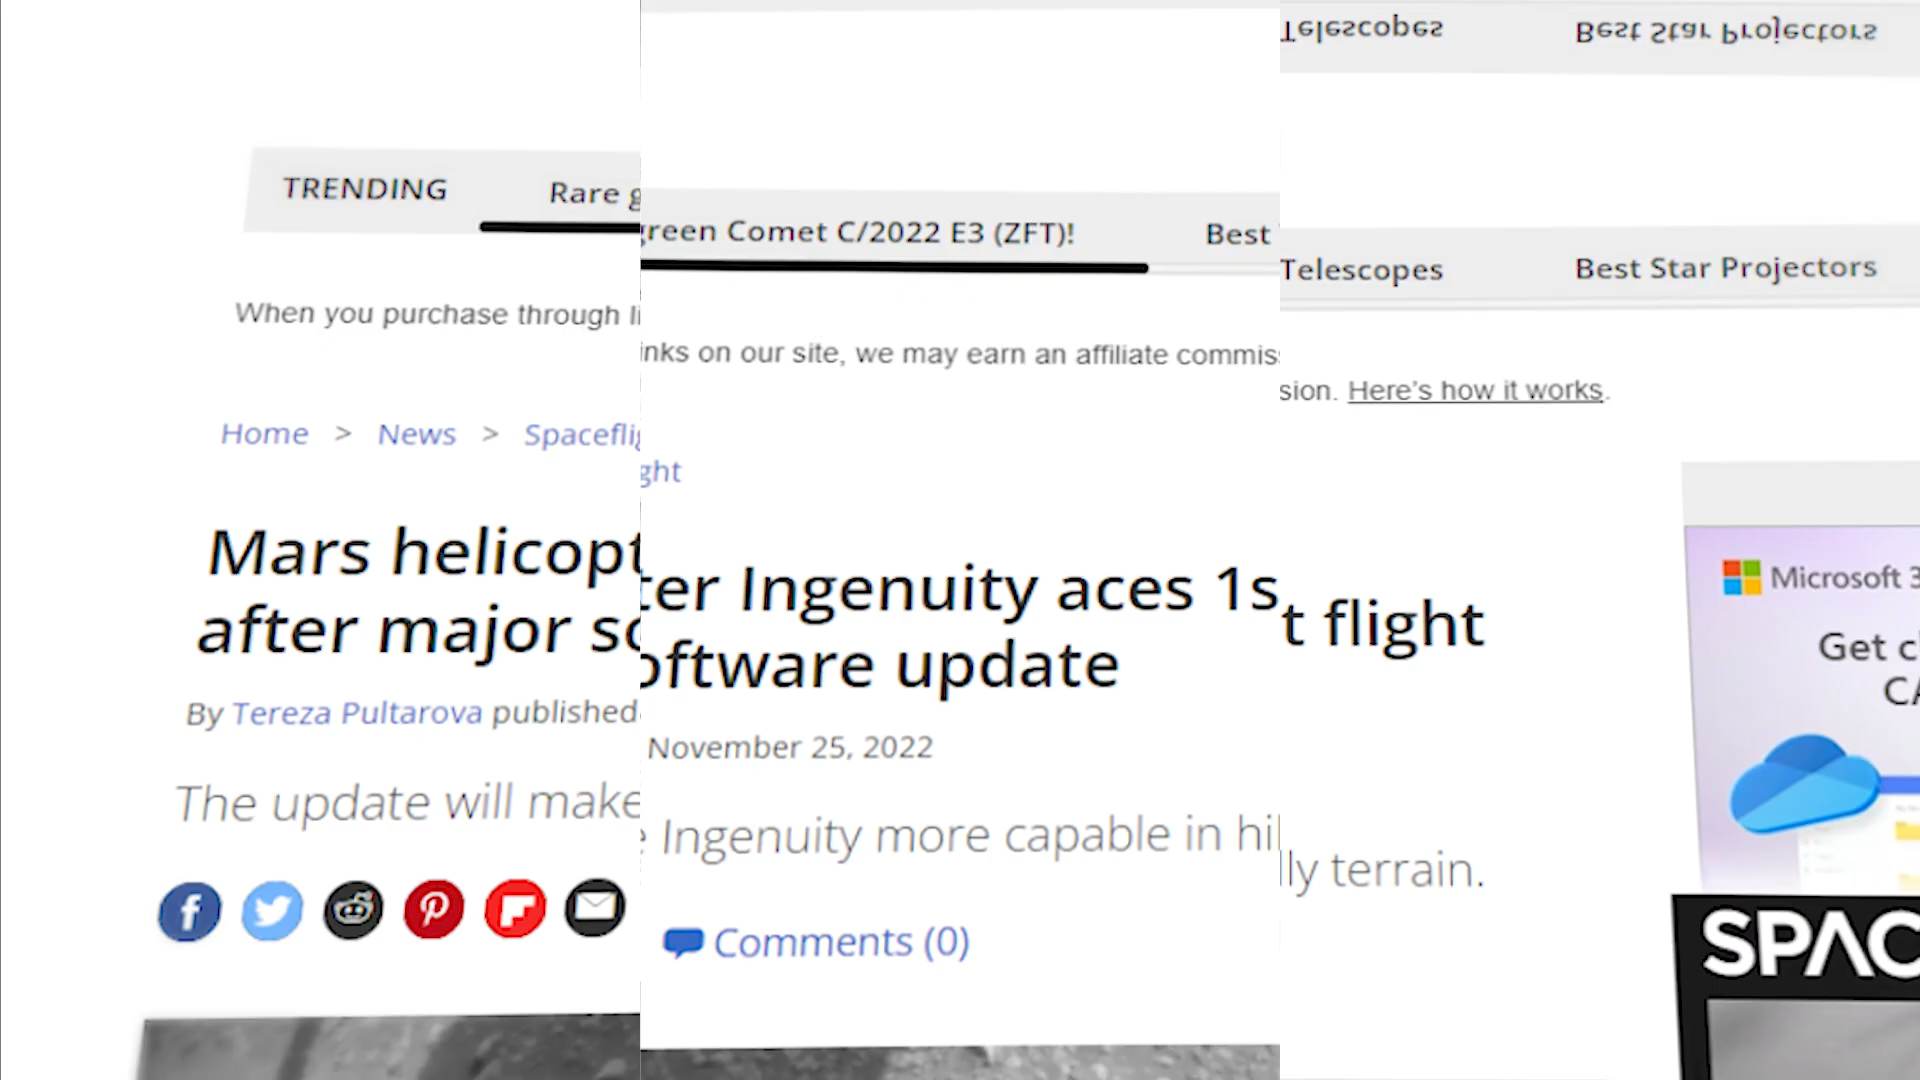 Telescopes Best Star Projectors
TRENDING Rare green Comet C/2022 E3 (ZFT)! Best Telescopes Best Star Projectors
When you purchase through links on our site, we may earn an affiliate commission. Here's how it works.
Home > News > Spaceflight
Mars helicopter Ingenuity aces 1st flight
after major software update
By Tereza Pultarova published November 25, 2022
The update will make Ingenuity more capable in hilly terrain.
Comments (0)
Microsoft 3
Get c
CA
SPAC